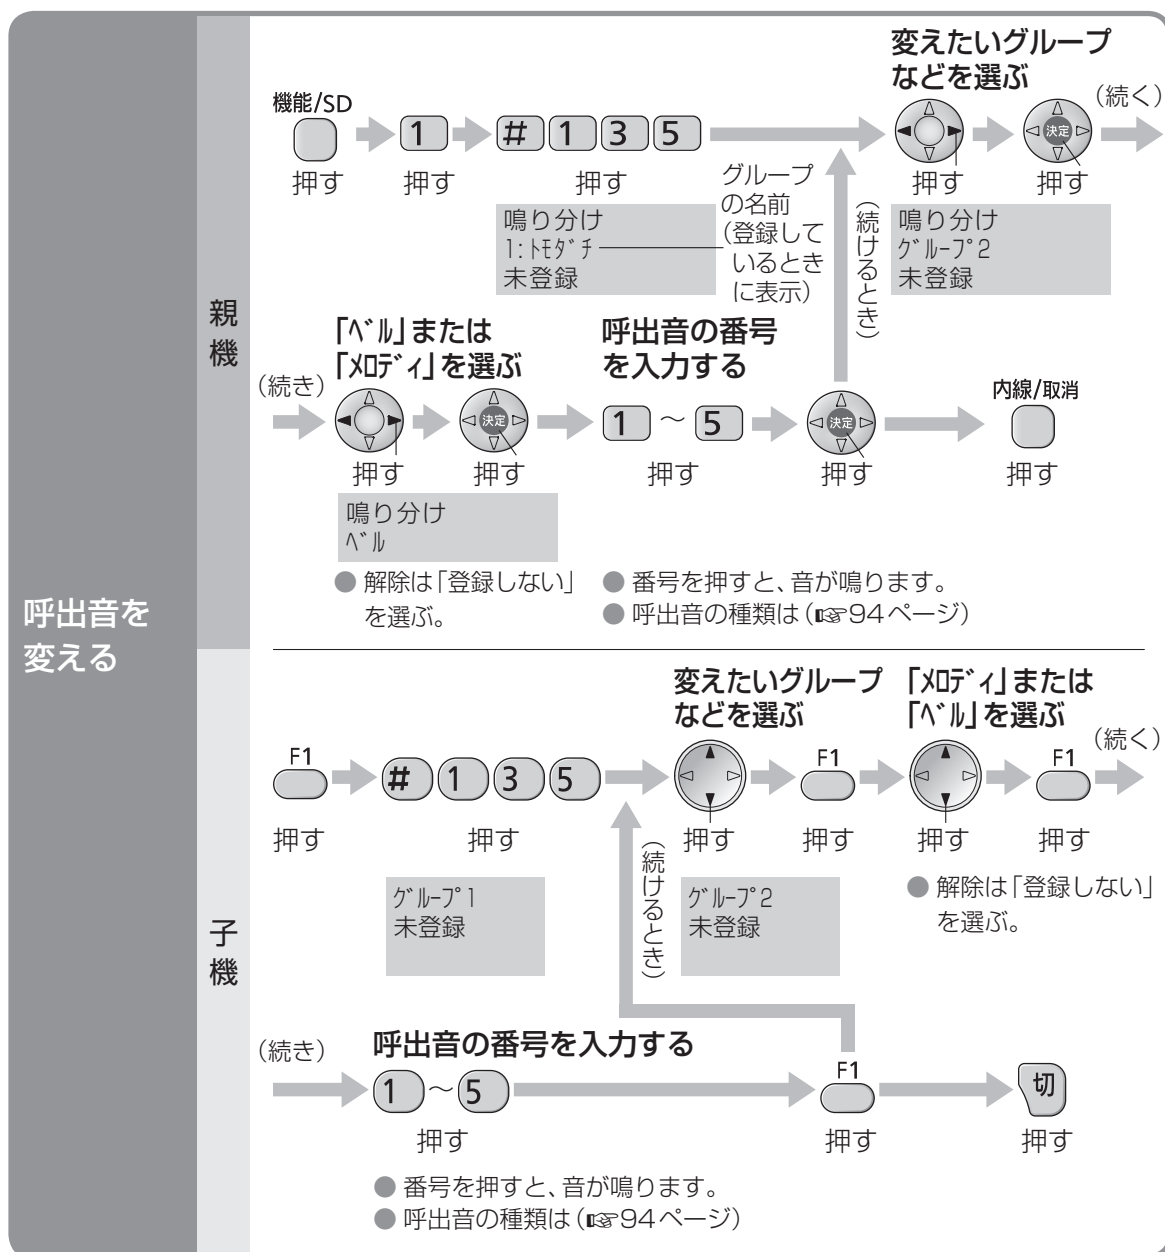 呼出音を
変える
親機
変えたいグループ
などを選ぶ
機能/SD
(続く)
1
# 1 3 5
決定
押す
押す
押す
押す
押す
グループ
の名前
(登録して
いるとき
に表示)
(続けるとき)
鳴り分け
1:ﾄﾓﾀﾞﾁ
未登録
鳴り分け
ｸﾞﾙｰﾌﾟ2
未登録
「ﾍﾞﾙ」または
「ﾒﾛﾃﾞｨ」を選ぶ
呼出音の番号
を入力する
(続き)
決定
1 ～ 5
決定
内線/取消
押す
押す
押す
押す
押す
鳴り分け
ﾍﾞﾙ
● 解除は「登録しない」
を選ぶ。
● 番号を押すと、音が鳴ります。
● 呼出音の種類は(☞94ページ)
子機
変えたいグループ
などを選ぶ
「ﾒﾛﾃﾞｨ」または
「ﾍﾞﾙ」を選ぶ
F1
# 1 3 5
F1
F1
(続く)
押す
押す
押す
押す
押す
押す
ｸﾞﾙｰﾌﾟ1
未登録
(続けるとき)
ｸﾞﾙｰﾌﾟ2
未登録
● 解除は「登録しない」
を選ぶ。
(続き)
呼出音の番号を入力する
1 ～ 5
F1
切
押す
押す
押す
● 番号を押すと、音が鳴ります。
● 呼出音の種類は(☞94ページ)